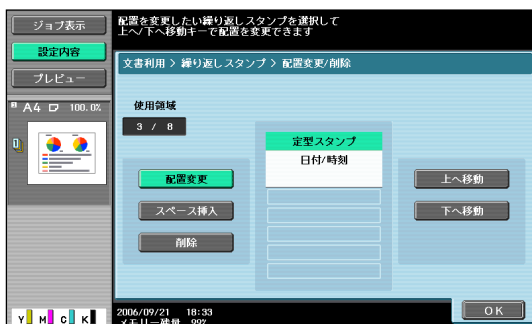 ジョブ表示
設定内容
プレビュー
配置を変更したい繰り返しスタンプを選択して
上へ/下へ移動キーで配置を変更できます
文書利用 > 繰り返しスタンプ > 配置変更/削除
A4 100.0%
使用領域
3 / 8
配置変更
スペース挿入
削除
定型スタンプ
日付/時刻
上へ移動
下へ移動
Y M C K
2006/09/21 18:33
メモリー残量 99%
OK